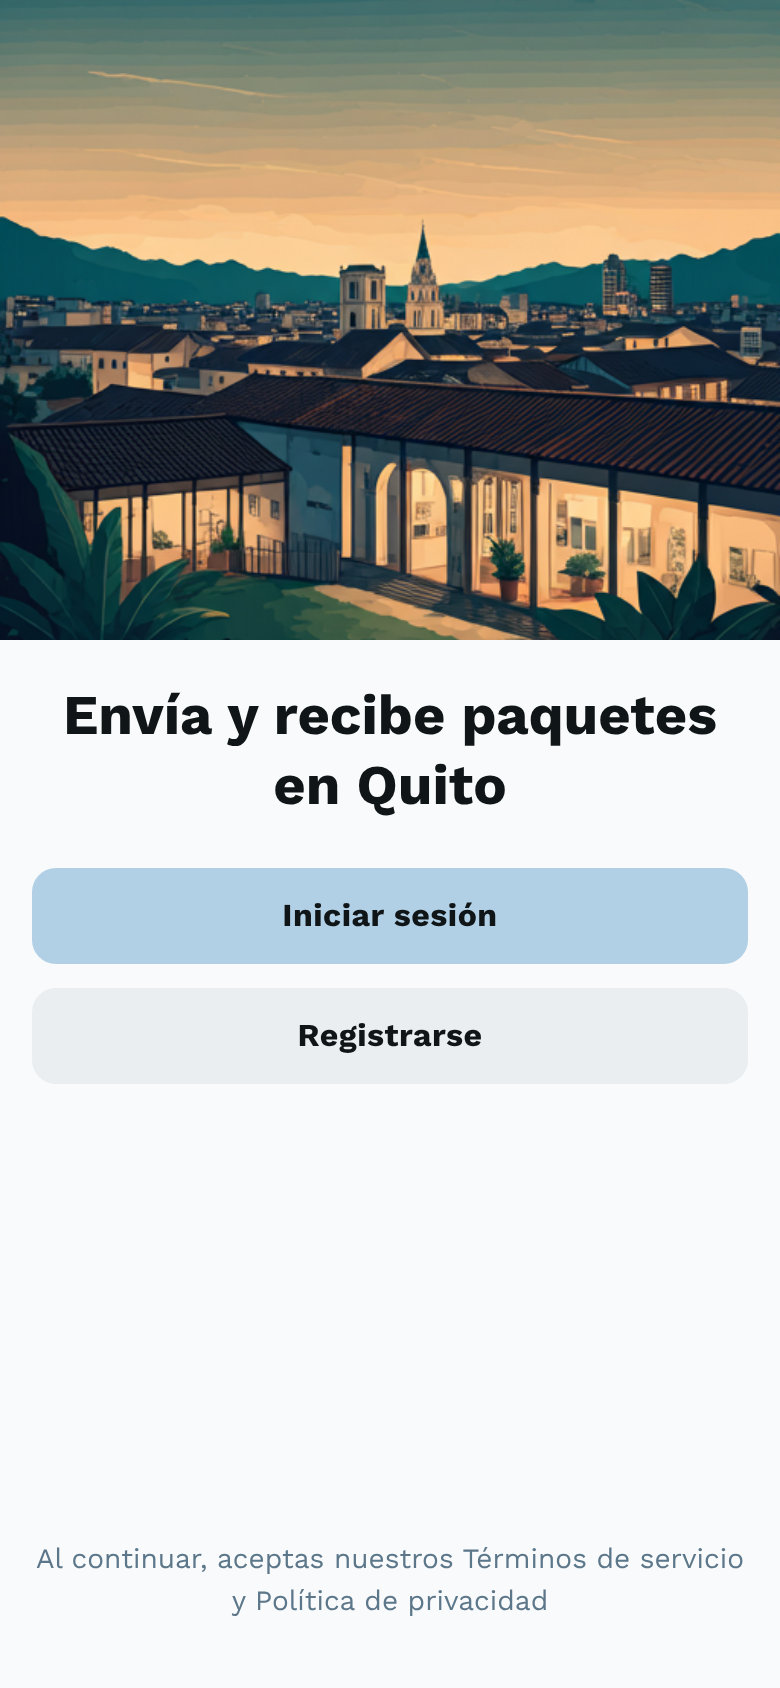 Envía y recibe paquetes
en Quito
Iniciar sesión
Registrarse
Al continuar, aceptas nuestros Términos de servicio
y Política de privacidad